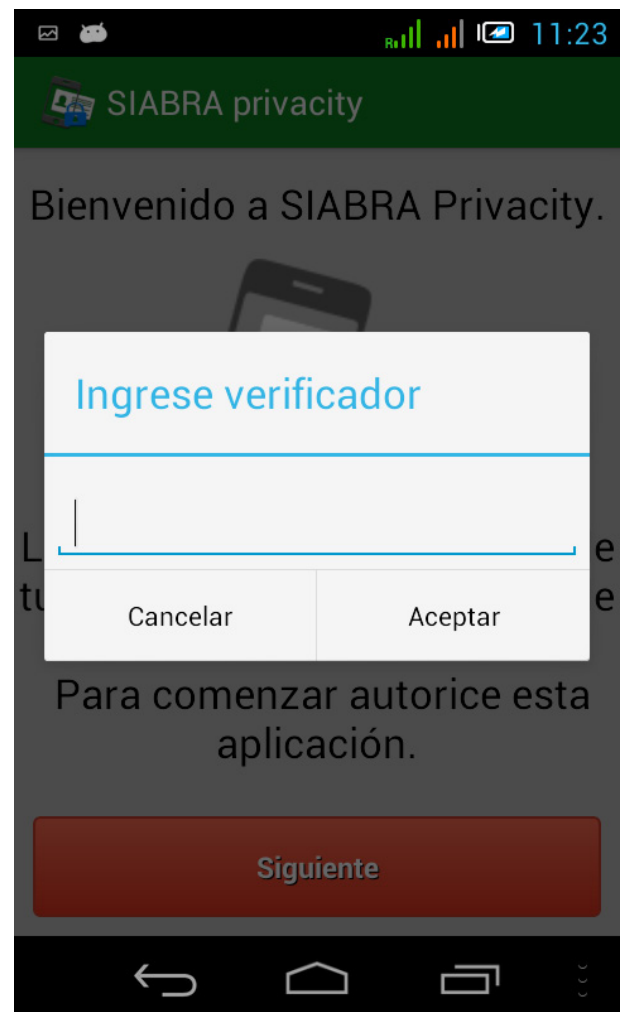 11:23
SIABRA privacity
Bienvenido a SIABRA Privacity.
Ingrese verificador
Cancelar Aceptar
Para comenzar autorice esta
aplicación.
Siguiente